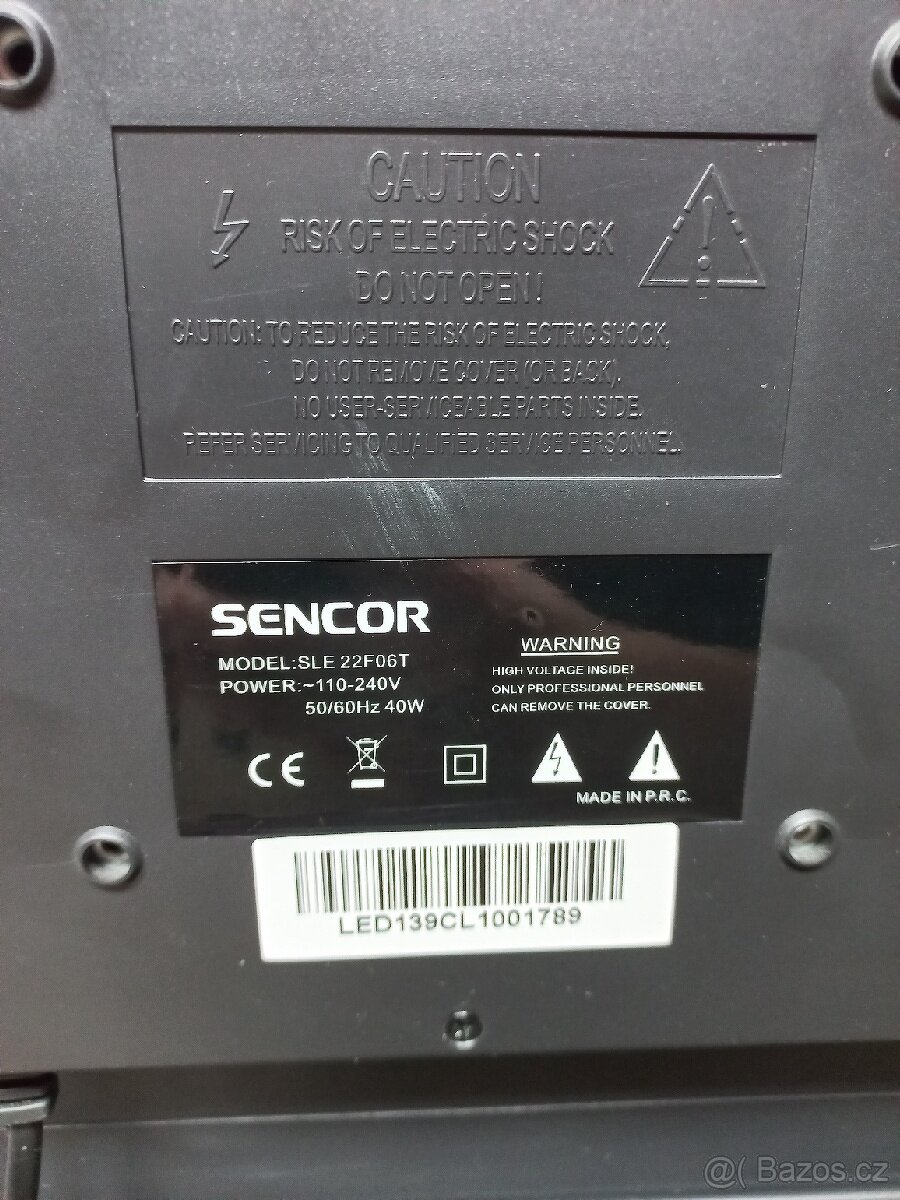 CAUTION
RISK OF ELECTRIC SHOCK
DO NOT OPEN!
CAUTION: TO REDUCE THE RISK OF ELECTRIC SHOCK,
DO NOT REMOVE COVER (OR BACK).
NO USER-SERVICEABLE PARTS INSIDE.
REFER SERVICING TO QUALIFIED SERVICE PERSONNEL.
SENCOR
MODEL:SLE 22F06T
POWER:~110-240V
50/60Hz 40W
WARNING
HIGH VOLTAGE INSIDE!
ONLY PROFESSIONAL PERSONNEL
CAN REMOVE THE COVER.
CE
MADE IN P.R.C.
LED139CL1001789
@( Bazos.cz